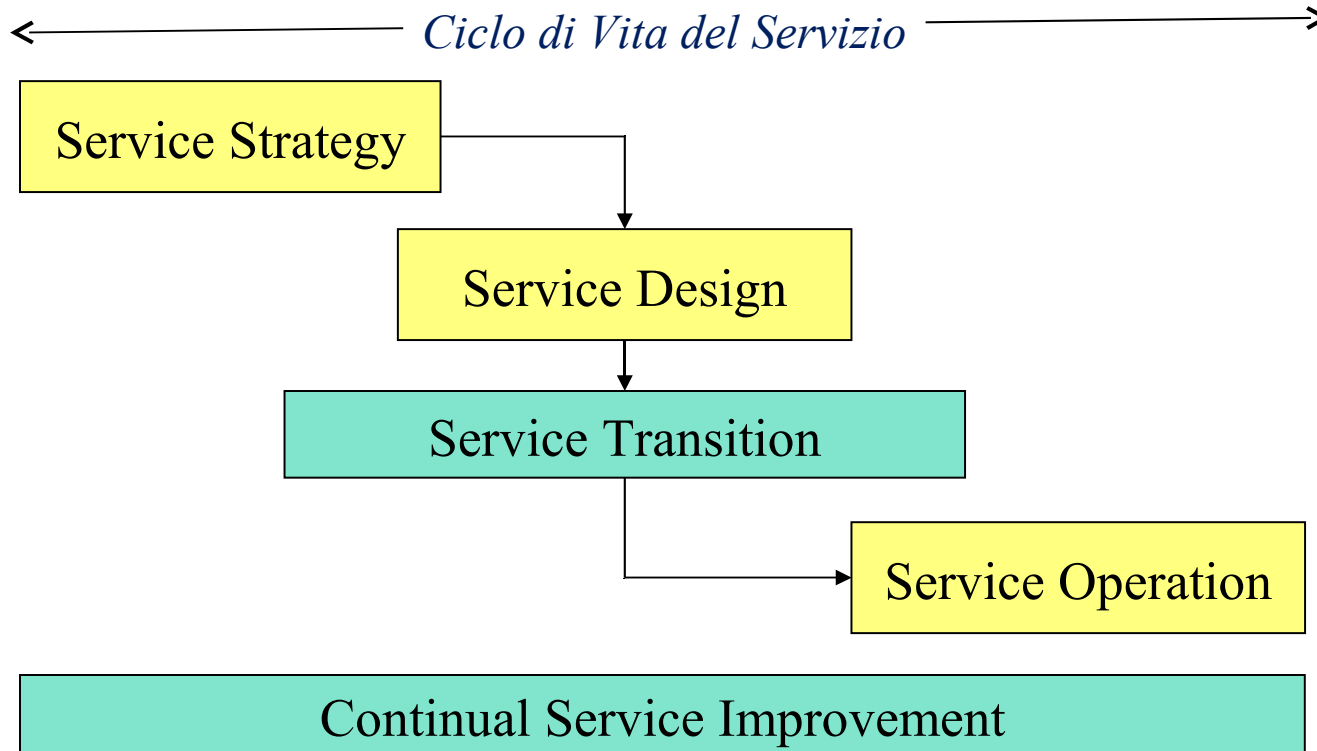 Ciclo di Vita del Servizio
Service Strategy
Service Design
Service Transition
Service Operation
Continual Service Improvement